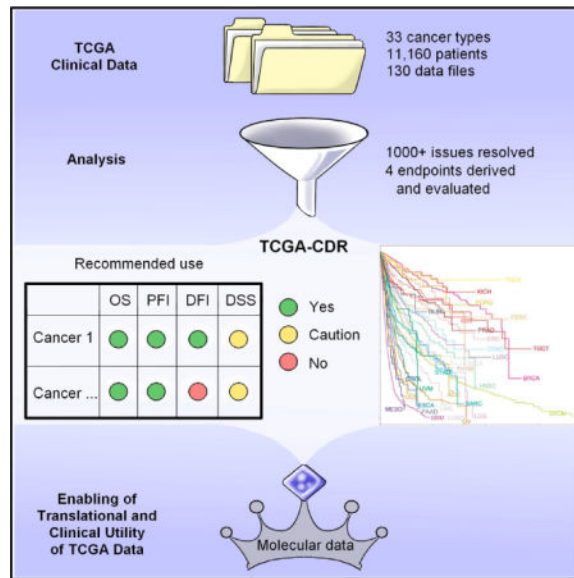 TCGA
Clinical Data
33 cancer types
11,160 patients
130 data files
Analysis
1000+ issues resolved
4 endpoints derived
and evaluated
TCGA-CDR
Recommended use
OS PFI DFI DSS
Cancer 1
Cancer ...
Yes
Caution
No
KICH
PRAD
TGCT
BRCA
UVM
ESCA
SARC
MESO
Enabling of
Translational and
Clinical Utility
of TCGA Data
Molecular data